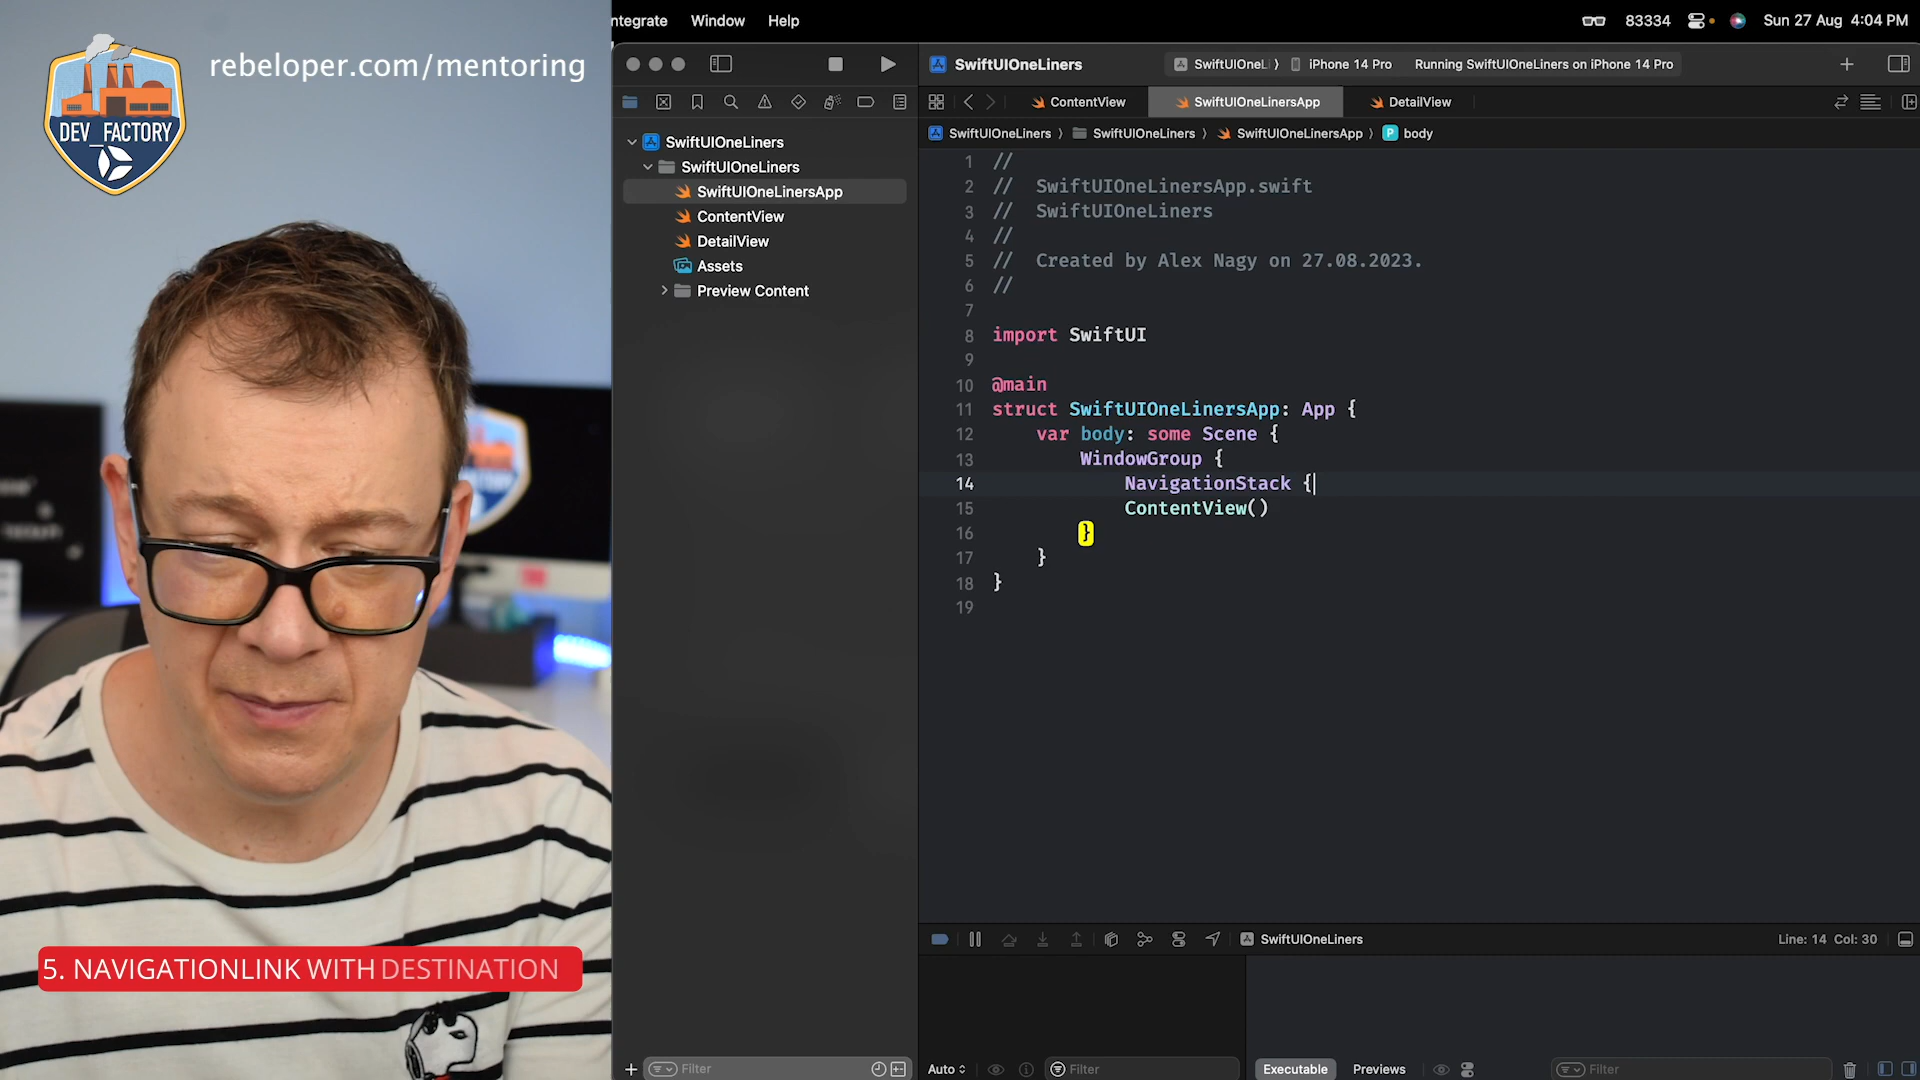 rebeloper.com/mentoring
DEV_FACTORY
5. NAVIGATIONLINK WITH DESTINATION
ntegrate Window Help
83334 Sun 27 Aug 4:04 PM
SwiftUIOneLiners
SwiftUIOneLi iPhone 14 Pro Running SwiftUIOneLiners on iPhone 14 Pro
ContentView SwiftUIOneLinersApp DetailView
SwiftUIOneLiners SwiftUIOneLiners SwiftUIOneLinersApp P body
SwiftUIOneLiners
SwiftUIOneLiners
SwiftUIOneLinersApp
ContentView
DetailView
Assets
Preview Content
1 //
2 // SwiftUIOneLinersApp.swift
3 // SwiftUIOneLiners
4 //
5 // Created by Alex Nagy on 27.08.2023.
6 //
7
8 import SwiftUI
9
10 @main
11 struct SwiftUIOneLinersApp: App {
12 var body: some Scene {
13 WindowGroup {
14 NavigationStack {
15 ContentView()
16 }
17 }
18 }
19
SwiftUIOneLiners Line: 14 Col: 30
Filter Auto Filter Executable Previews Filter